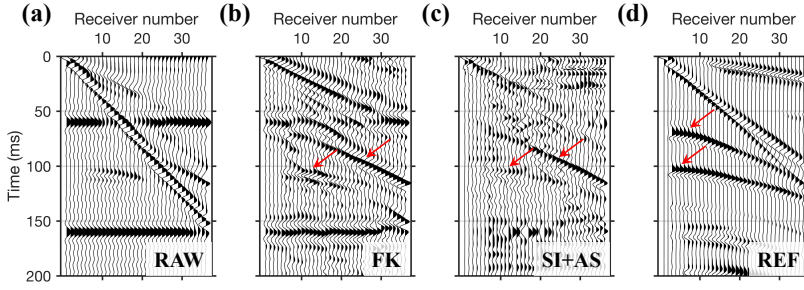 (a) Receiver number
(b) Receiver number
(c) Receiver number
(d) Receiver number
10 20 30
10 20 30
10 20 30
10 20 30
0
50
100
150
200
Time (ms)
RAW
FK
SI+AS
REF